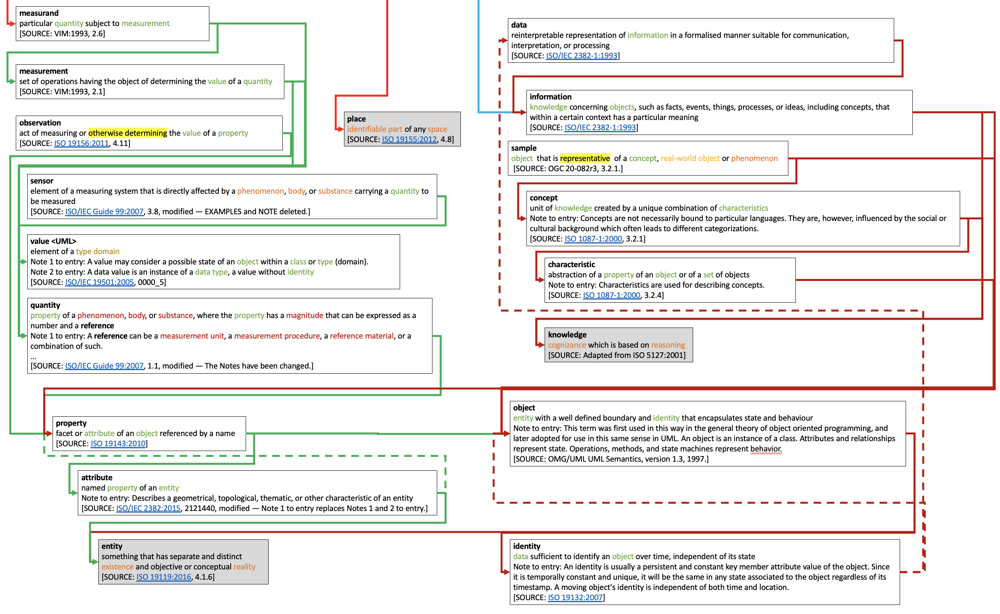 measurand
particular quantity subject to measurement
[SOURCE: VIM:1993, 2.6]
measurement
set of operations having the object of determining the value of a quantity
[SOURCE: VIM:1993, 2.1]
observation
act of measuring or otherwise determining the value of a property
[SOURCE: ISO 19156:2011, 4.11]
sensor
element of a measuring system that is directly affected by a phenomenon, body, or substance carrying a quantity to
be measured
[SOURCE: ISO/IEC Guide 99:2007, 3.8, modified — EXAMPLES and NOTE deleted.]
value <UML>
element of a type domain
Note 1 to entry: A value may consider a possible state of an object within a class or type (domain).
Note 2 to entry: A data value is an instance of a data type, a value without identity
[SOURCE: ISO/IEC 19501:2005, 0000_5]
quantity
property of a phenomenon, body, or substance, where the property has a magnitude that can be expressed as a
number and a reference
Note 1 to entry: A reference can be a measurement unit, a measurement procedure, a reference material, or a
combination of such.
...
[SOURCE: ISO/IEC Guide 99:2007, 1.1, modified — The Notes have been changed.]
property
facet or attribute of an object referenced by a name
[SOURCE: ISO 19143:2010]
attribute
named property of an entity
Note to entry: Describes a geometrical, topological, thematic, or other characteristic of an entity
[SOURCE: ISO/IEC 2382:2015, 2121440, modified — Note 1 to entry replaces Notes 1 and 2 to entry.]
entity
something that has separate and distinct
existence and objective or conceptual reality
[SOURCE: ISO 19119:2016, 4.1.6]
place
identifiable part of any space
[SOURCE: ISO 19155:2012, 4.8]
data
reinterpretable representation of information in a formalised manner suitable for communication,
interpretation, or processing
[SOURCE: ISO/IEC 2382-1:1993]
information
knowledge concerning objects, such as facts, events, things, processes, or ideas, including concepts, that
within a certain context has a particular meaning
[SOURCE: ISO/IEC 2382-1:1993]
sample
object that is representative of a concept, real-world object or phenomenon
[SOURCE: OGC 20-082r3, 3.2.1.]
concept
unit of knowledge created by a unique combination of characteristics
Note to entry: Concepts are not necessarily bound to particular languages. They are, however, influenced by the social or
cultural background which often leads to different categorizations.
[SOURCE: ISO 1087-1:2000, 3.2.1]
characteristic
abstraction of a property of an object or of a set of objects
Note to entry: Characteristics are used for describing concepts.
[SOURCE: ISO 1087-1:2000, 3.2.4]
knowledge
cognizance which is based on reasoning
[SOURCE: Adapted from ISO 5127:2001]
object
entity with a well defined boundary and identity that encapsulates state and behaviour
Note to entry: This term was first used in this way in the general theory of object oriented programming, and
later adopted for use in this same sense in UML. An object is an instance of a class. Attributes and relationships
represent state. Operations, methods, and state machines represent behavior.
[SOURCE: OMG/UML UML Semantics, version 1.3, 1997.]
identity
data sufficient to identify an object over time, independent of its state
Note to entry: An identity is usually a persistent and constant key member attribute value of the object. Since
it is temporally constant and unique, it will be the same in any state associated to the object regardless of its
timestamp. A moving object's identity is independent of both time and location.
[SOURCE: ISO 19132:2007]